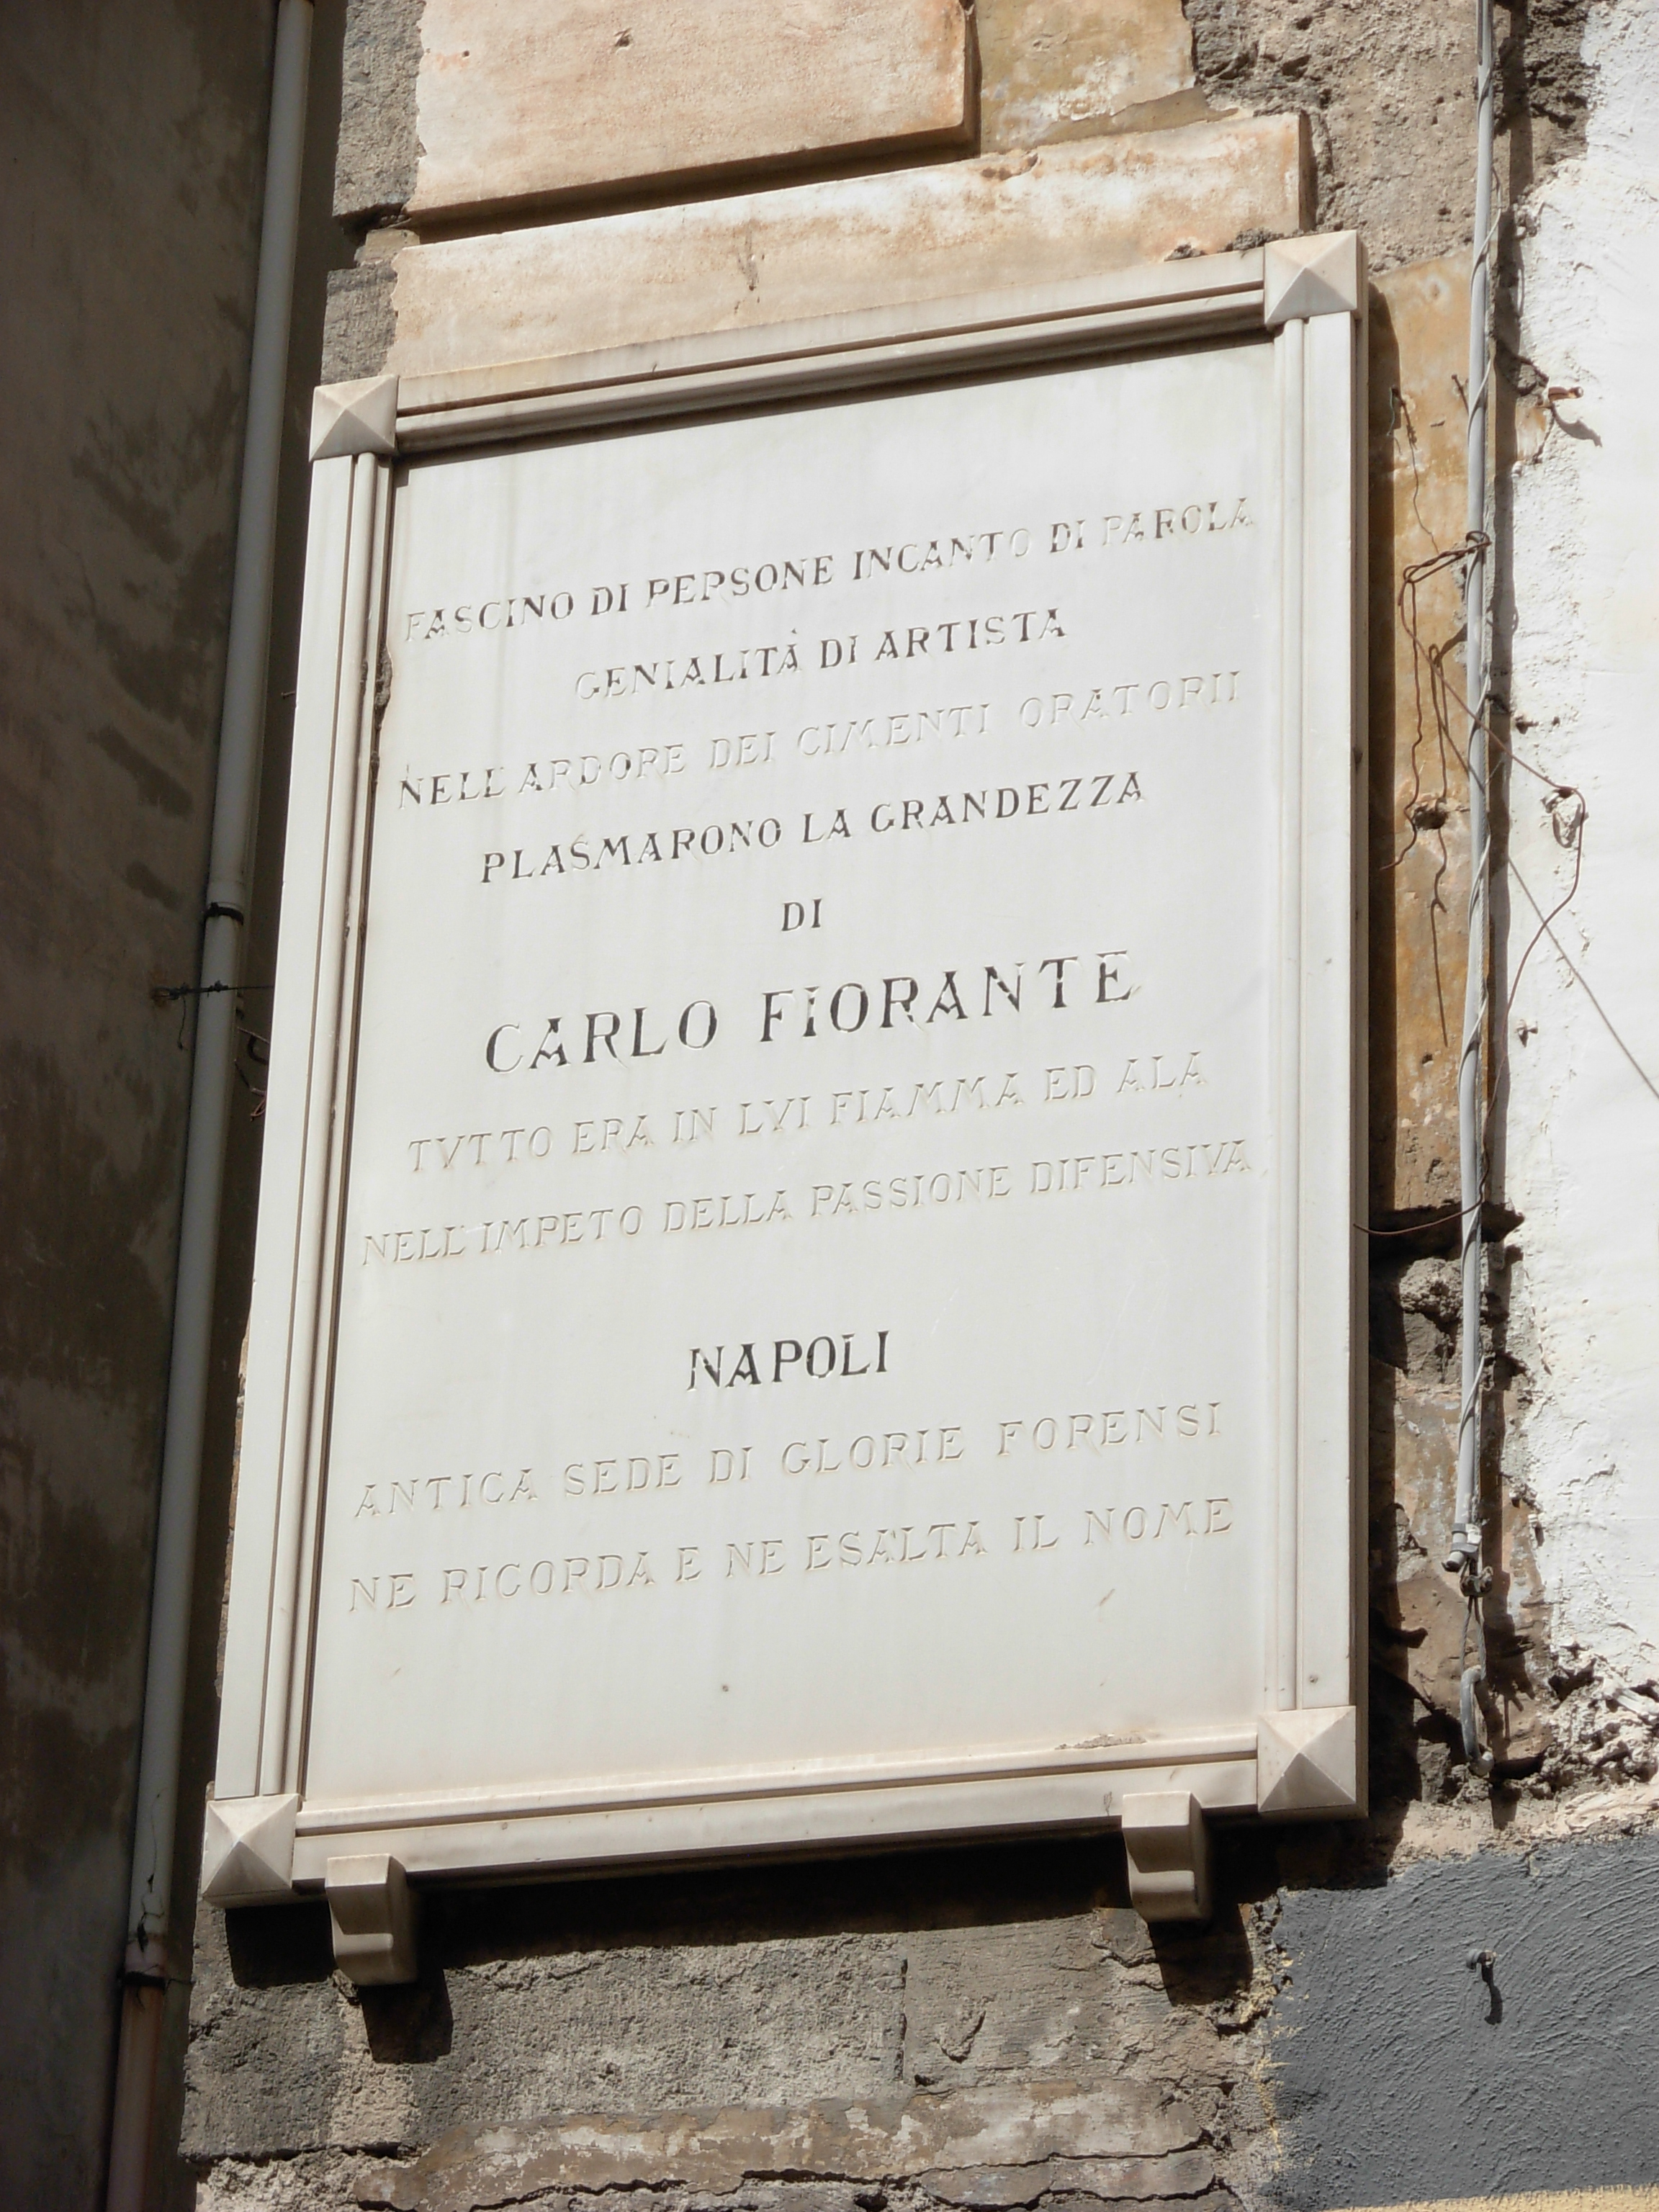 FASCINO DI PERSONE INCANTO DI PAROLA
GENIALITÀ DI ARTISTA
NELL'ARDORE DEI CIMENTI ORATORII
PLASMARONO LA GRANDEZZA
DI
CARLO FIORANTE
TVTTO ERA IN LVI FIAMMA ED ALA
NELL'IMPETO DELLA PASSIONE DIFENSIVA
NAPOLI
ANTICA SEDE DI GLORIE FORENSI
NE RICORDA E NE ESALTA IL NOME